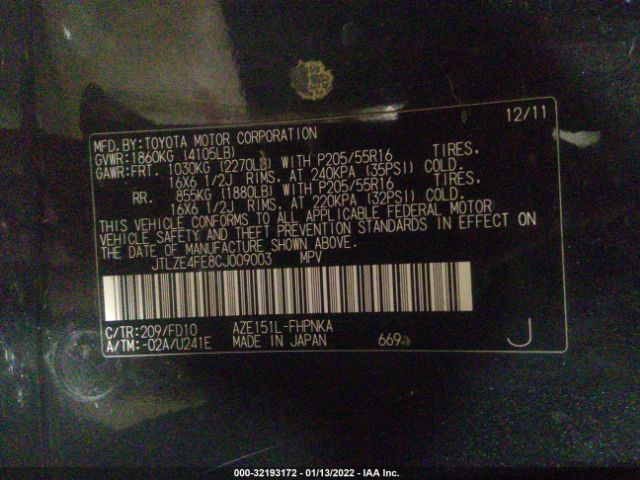 12/11
MFD.BY:TOYOTA MOTOR CORPORATION
GVWR:1860KG (4105LB)
GAWR:FRT. 1030KG (2270LB) WITH P205/55R16 TIRES.
16X6 1/2J RIMS. AT 240KPA (35PSI) COLD.
RR. 855KG (1880LB) WITH P205/55R16 TIRES.
16X6 1/2J RIMS. AT 220KPA (32PSI) COLD.
THIS VEHICLE CONFORMS TO ALL APPLICABLE FEDERAL MOTOR
VEHICLE SAFETY AND THEFT PREVENTION STANDARDS IN EFFECT ON
THE DATE OF MANUFACTURE SHOWN ABOVE.
JTLZE4FE8CJ009003 MPV
C/TR:209/FD10 AZE151L-FHPNKA
A/TM:-02A/U241E MADE IN JAPAN 669 J
000-32193172 - 01/13/2022 - IAA Inc.